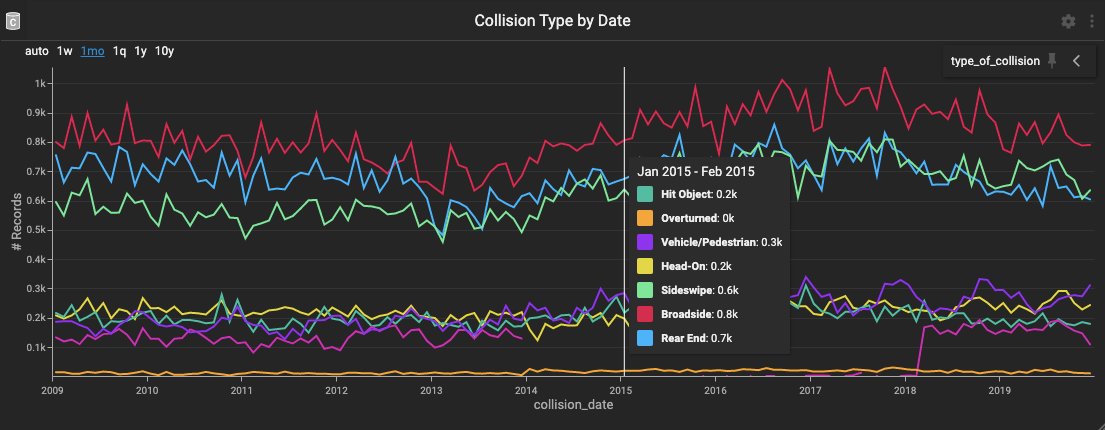 C
Collision Type by Date
auto 1w 1mo 1q 1y 10y
type_of_collision
1k
0.9k
0.8k
0.7k
0.6k
0.5k
0.4k
0.3k
0.2k
0.1k
# Records
Jan 2015 - Feb 2015
Hit Object: 0.2k
Overturned: 0k
Vehicle/Pedestrian: 0.3k
Head-On: 0.2k
Sideswipe: 0.6k
Broadside: 0.8k
Rear End: 0.7k
2009 2010 2011 2012 2013 2014 2015 2016 2017 2018 2019
collision_date